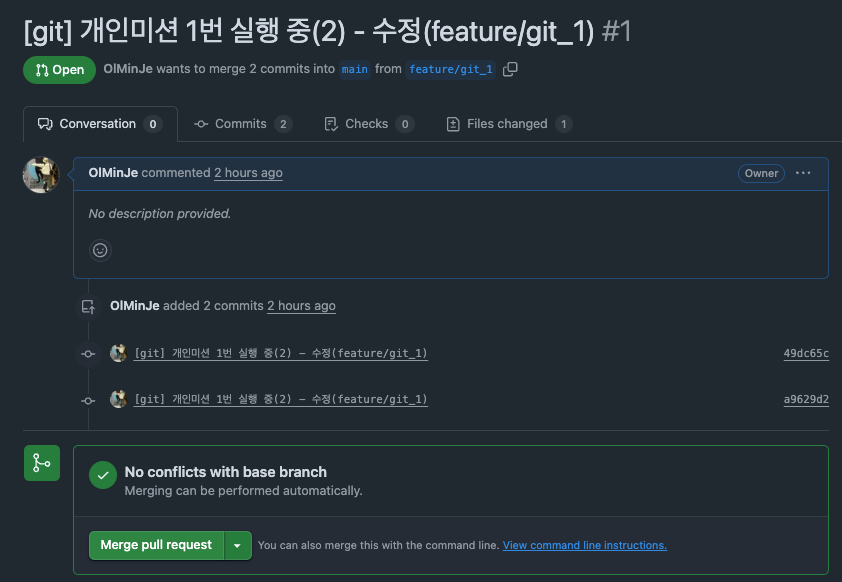 [git] 개인미션 1번 실행 중(2) - 수정(feature/git_1) #1
Open
OlMinJe wants to merge 2 commits into main from feature/git_1
Conversation 0
Commits 2
Checks 0
Files changed 1
OlMinJe commented 2 hours ago
Owner
No description provided.
OlMinJe added 2 commits 2 hours ago
[git] 개인미션 1번 실행 중(2) - 수정(feature/git_1) 49dc65c
[git] 개인미션 1번 실행 중(2) - 수정(feature/git_1) a9629d2
No conflicts with base branch
Merging can be performed automatically.
Merge pull request
You can also merge this with the command line. View command line instructions.